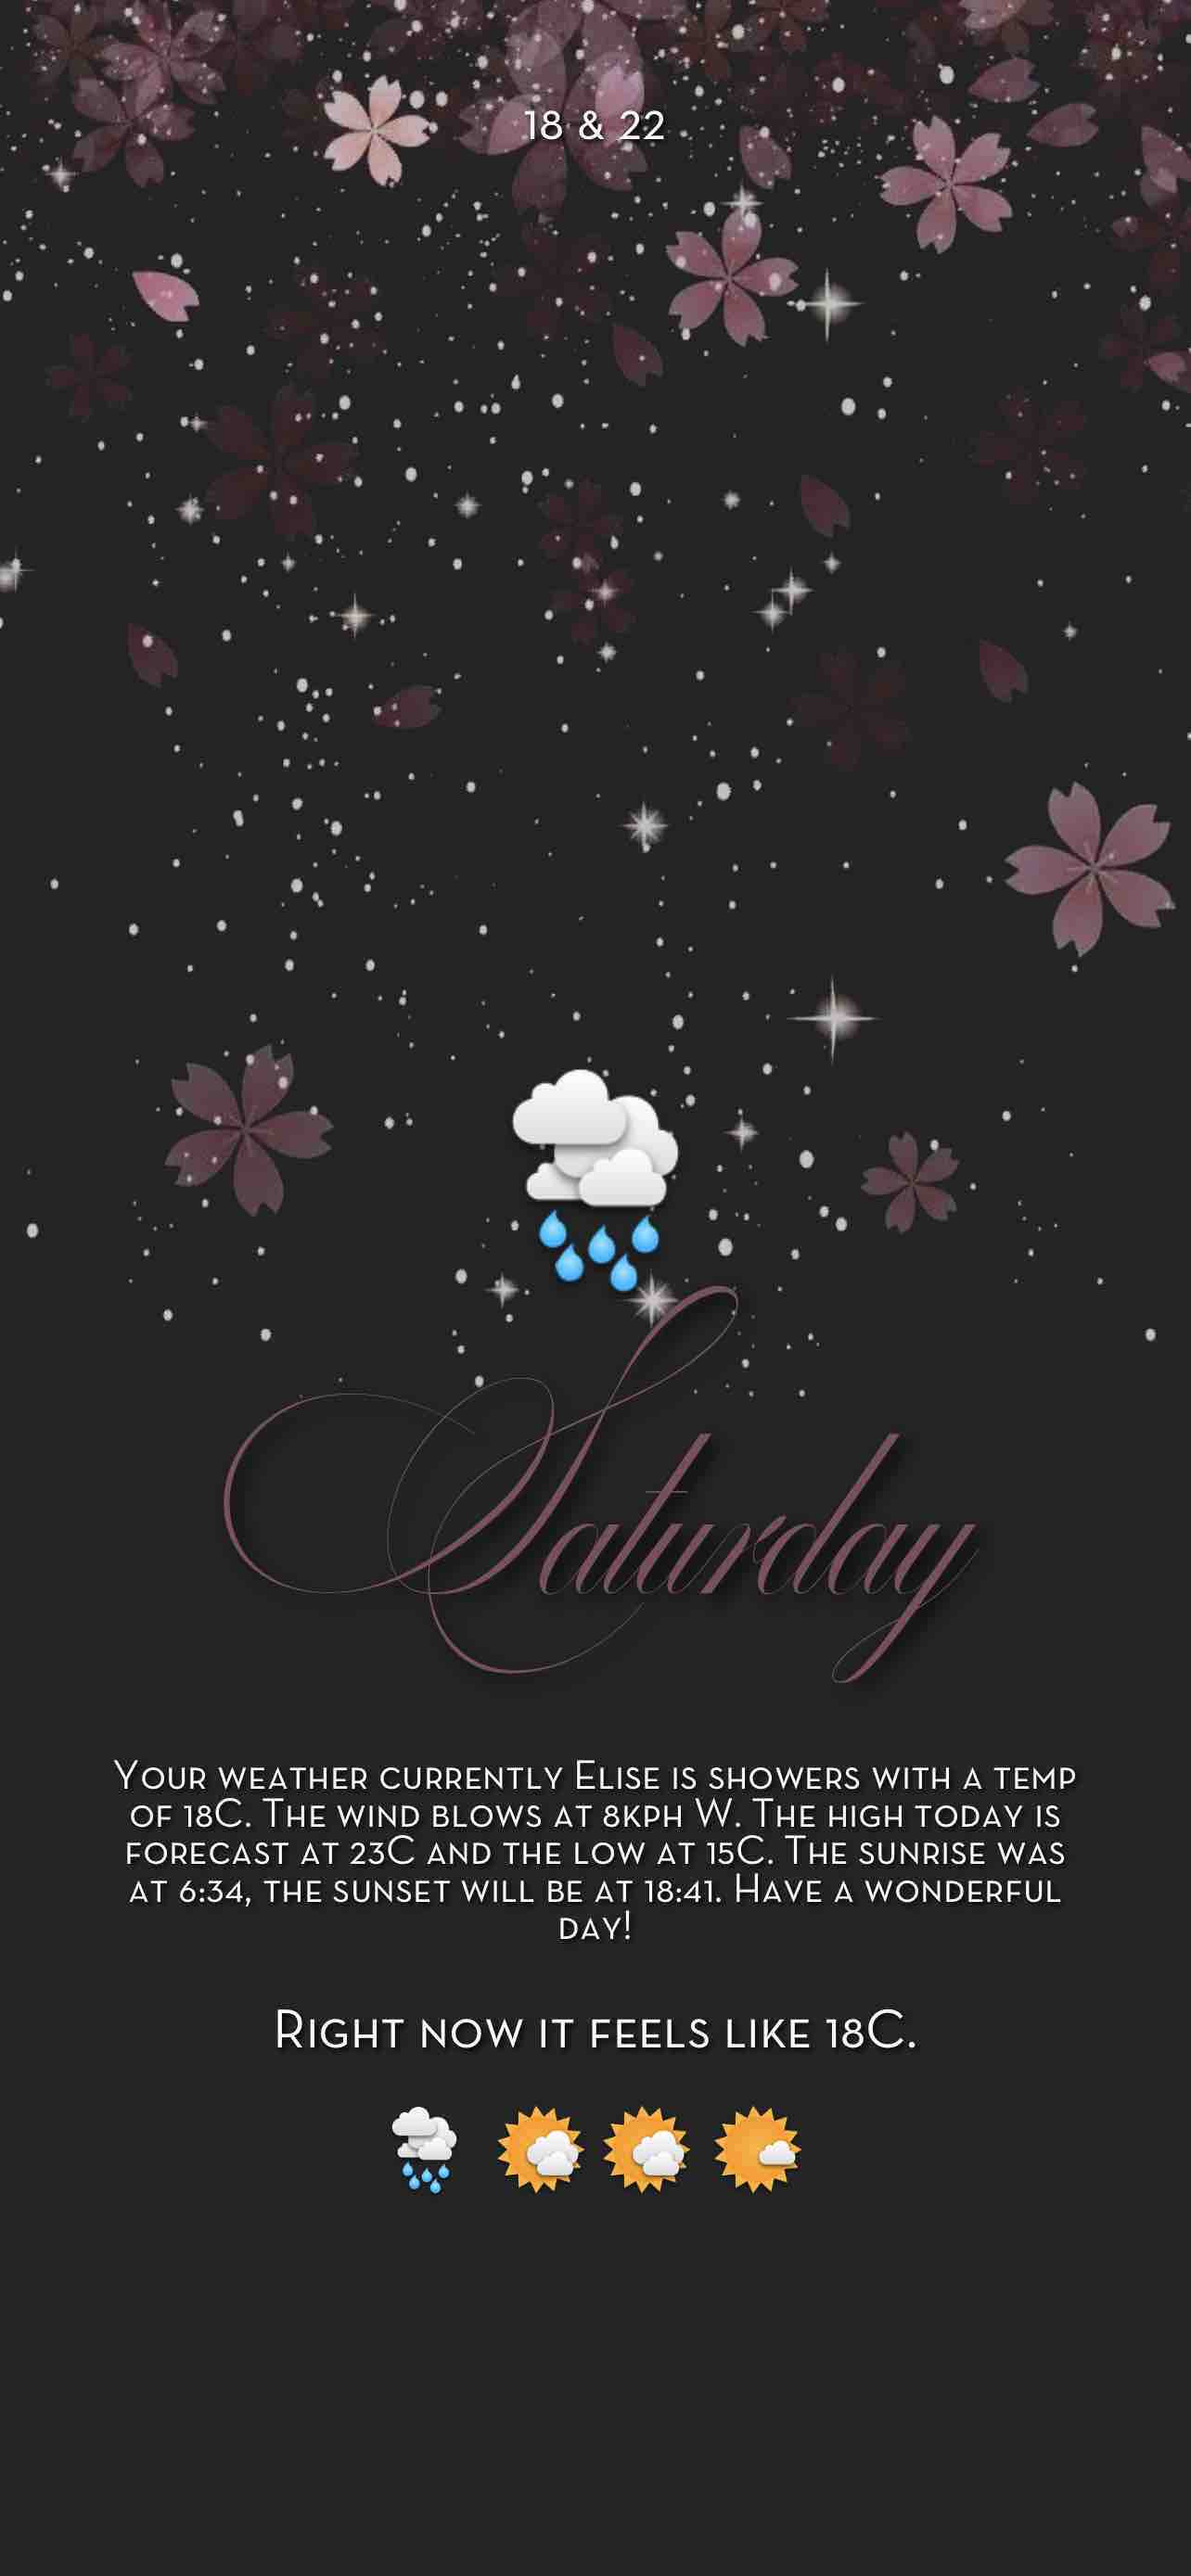 18 & 22
Saturday
Your weather currently Elise is showers with a temp
of 18C. The wind blows at 8kph W. The high today is
forecast at 23C and the low at 15C. The sunrise was
at 6:34, the sunset will be at 18:41. Have a wonderful
day!
Right now it feels like 18C.